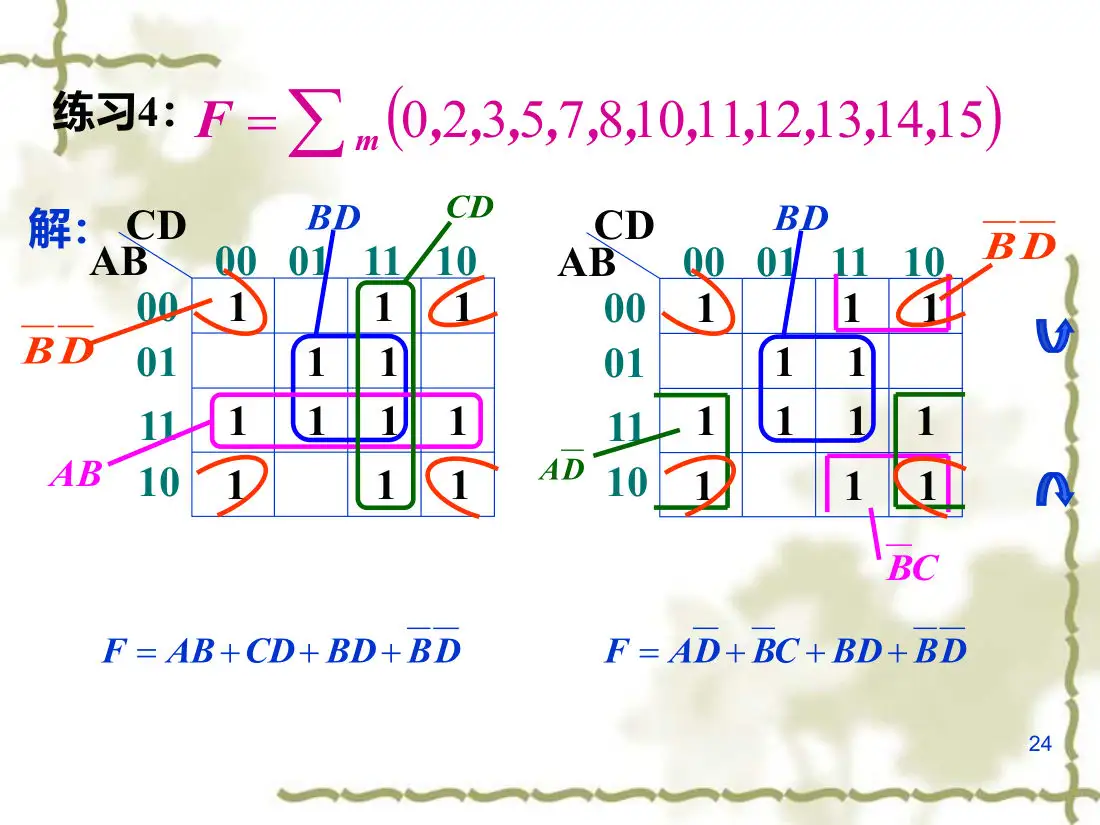 练习4: F = ∑m(0,2,3,5,7,8,10,11,12,13,14,15)
解:
CD BD CD
AB 00 01 11 10
00 1 1 1
B̅ D̅
01 1 1
11 1 1 1 1
AB
10 1 1 1
F = AB + CD + BD + B̅ D̅
CD BD B̅ D̅
AB 00 01 11 10
00 1 1 1
01 1 1
11 1 1 1 1
AD̅
10 1 1 1
B̅C
F = AD̅ + B̅C + BD + B̅ D̅
24